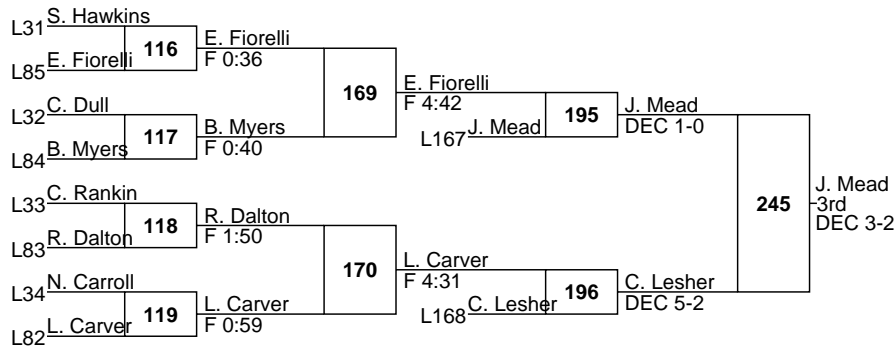 S. Hawkins
L31
116
E. Fiorelli
F 0:36
E. Fiorelli
L85
169
E. Fiorelli
F 4:42
C. Dull
L32
117
B. Myers
F 0:40
B. Myers
L84
J. Mead
L167
195
J. Mead
DEC 1-0
C. Rankin
L33
118
R. Dalton
F 1:50
R. Dalton
L83
245
J. Mead
3rd
DEC 3-2
170
L. Carver
F 4:31
N. Carroll
L34
119
L. Carver
F 0:59
L. Carver
L82
C. Lesher
L168
196
C. Lesher
DEC 5-2